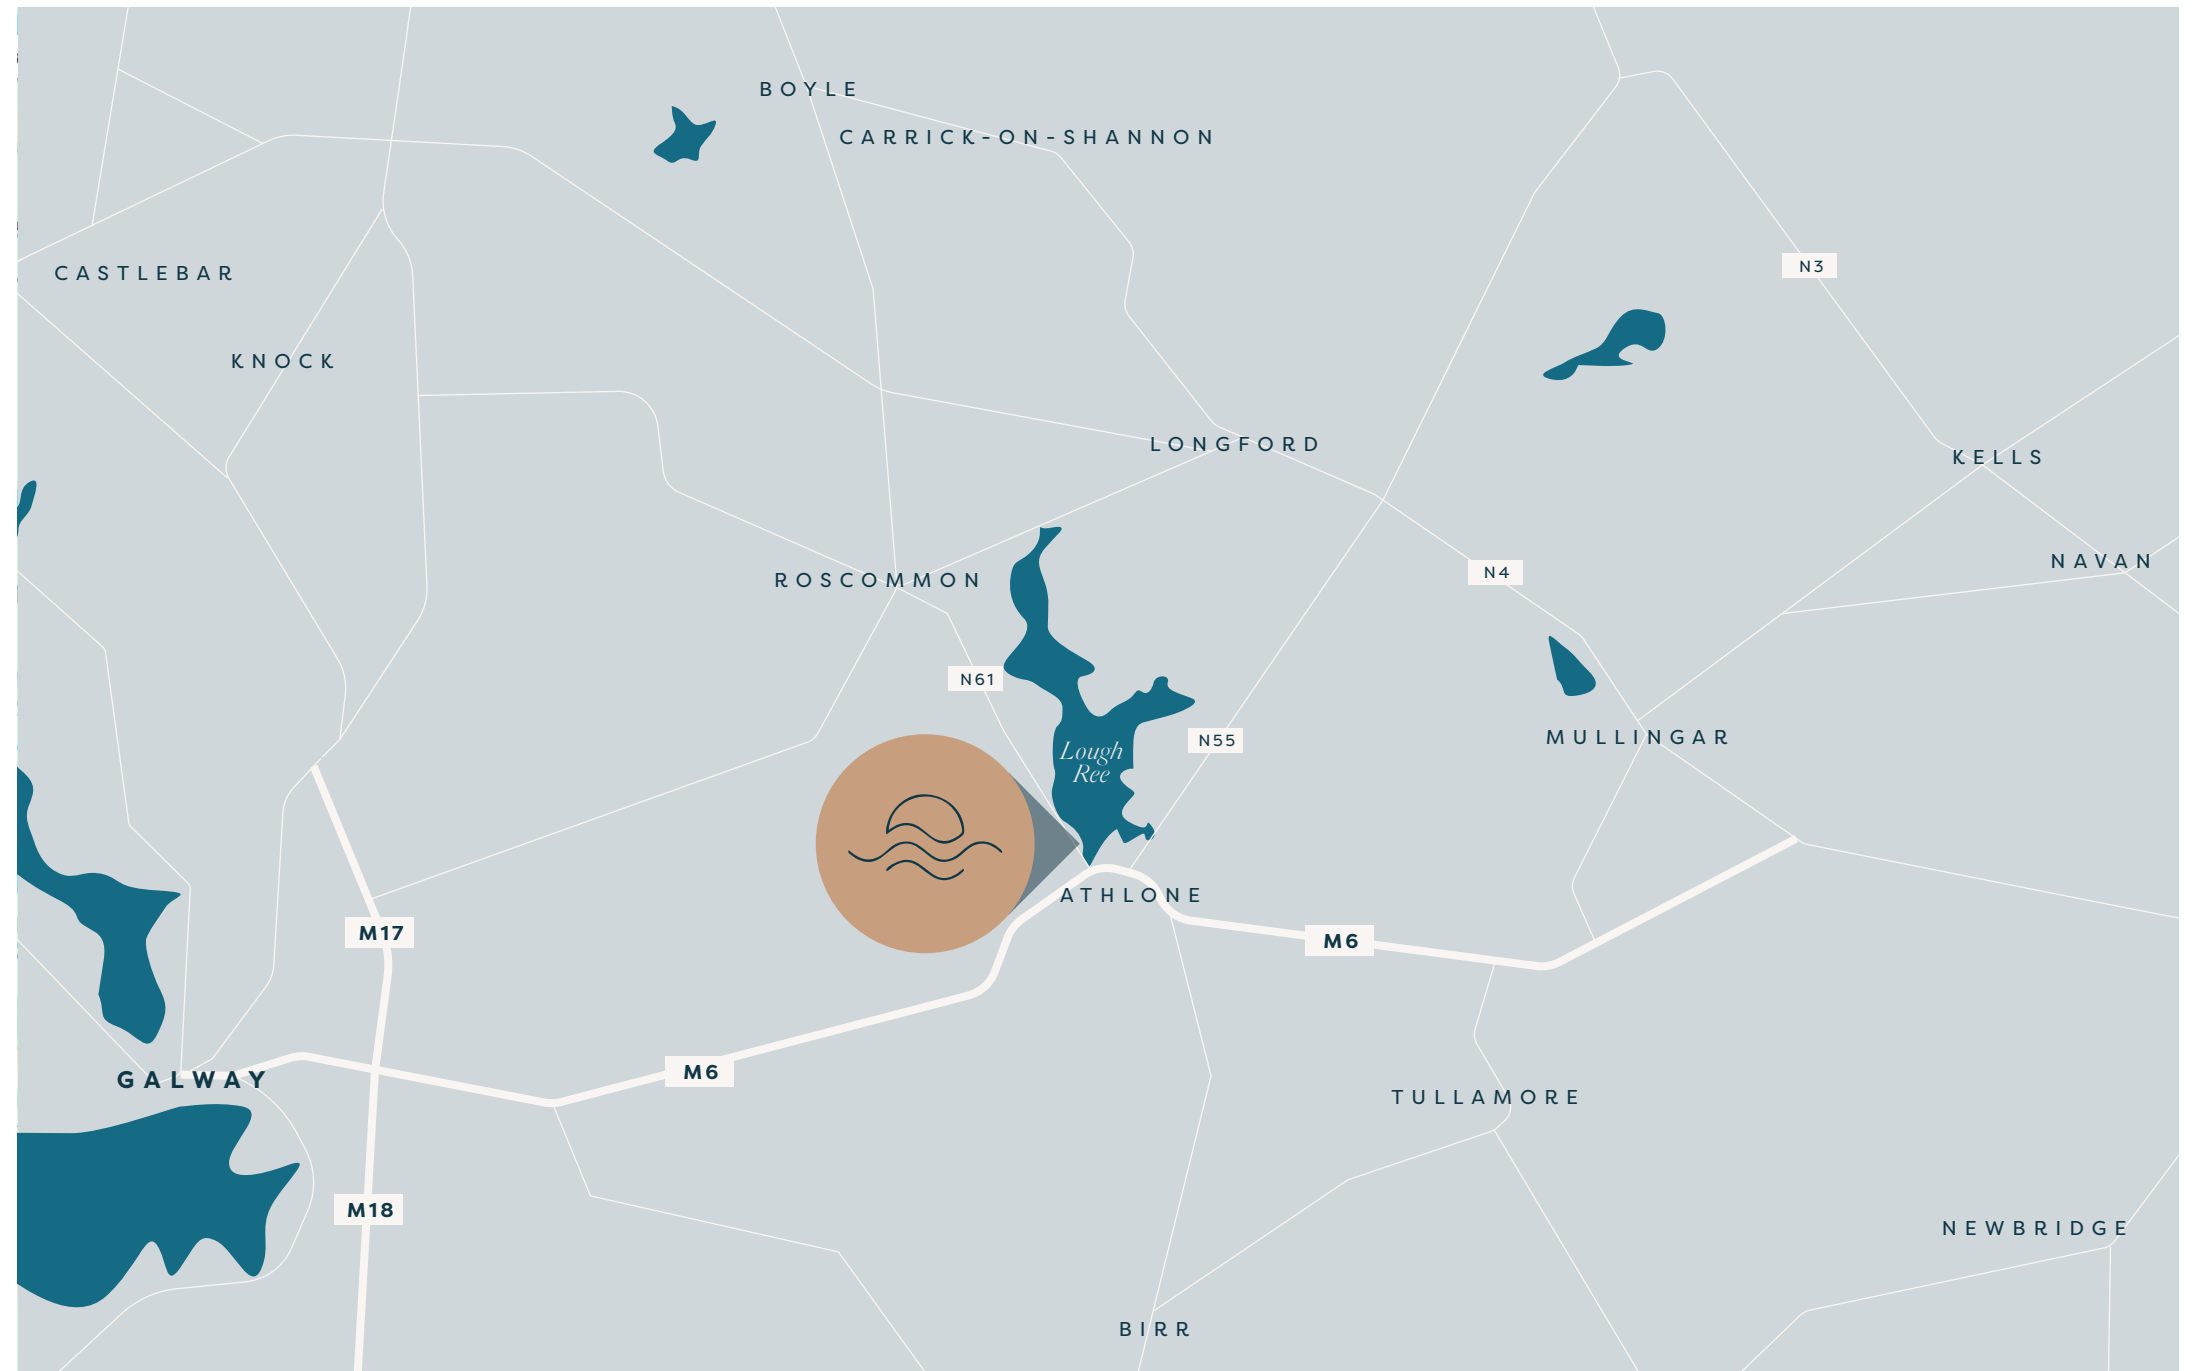 BOYLE
CARRICK-ON-SHANNON
N3
CASTLEBAR
KNOCK
LONGFORD
KELLS
NAVAN
N4
ROSCOMMON
N61
N55
MULLINGAR
Lough
Ree
ATHLONE
M17
M6
M6
GALWAY
TULLAMORE
M18
NEWBRIDGE
BIRR